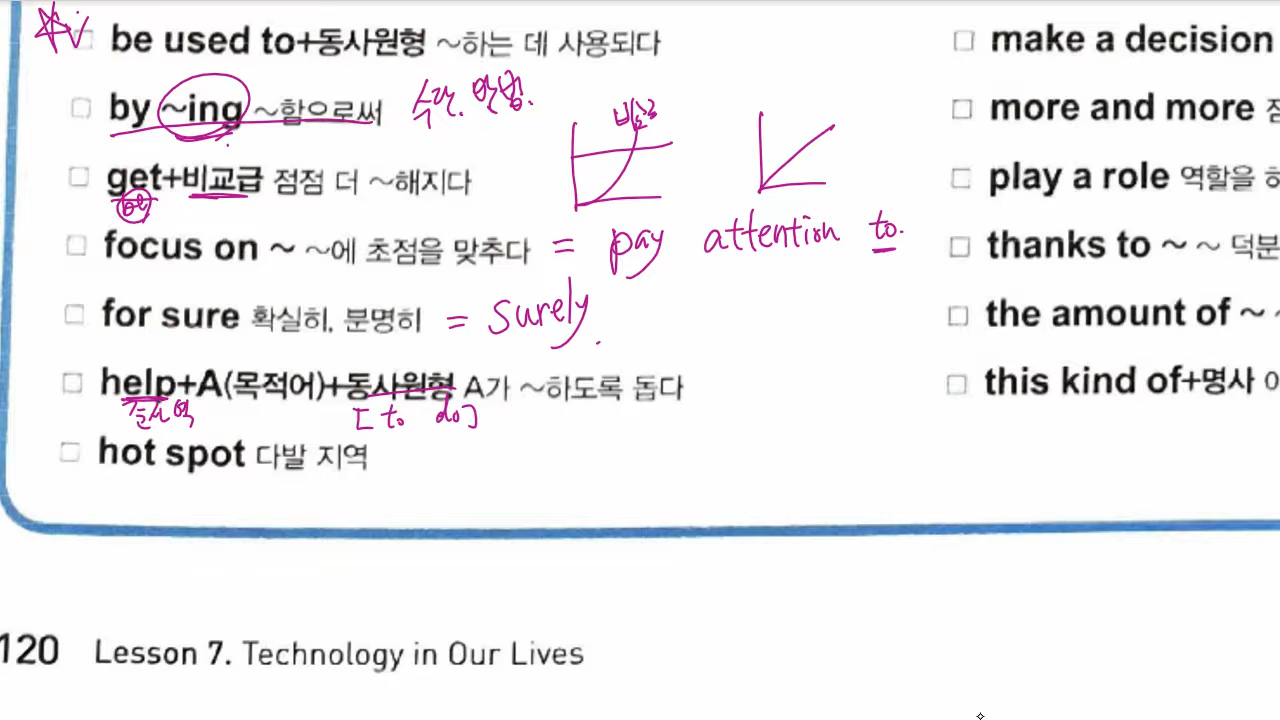 be used to+동사원형 ~하는 데 사용되다
by ~ing ~함으로써 수단, 방법.
get+비교급 점점 더 ~해지다
focus on ~ ~에 초점을 맞추다 = pay attention to.
for sure 확실히, 분명히 = surely.
help+A(목적어)+동사원형 A가 ~하도록 돕다
준사역 [to do]
hot spot 다발 지역
make a decision
more and more
play a role 역할을
thanks to ~ ~ 덕분
the amount of ~
this kind of+명사
120 Lesson 7. Technology in Our Lives